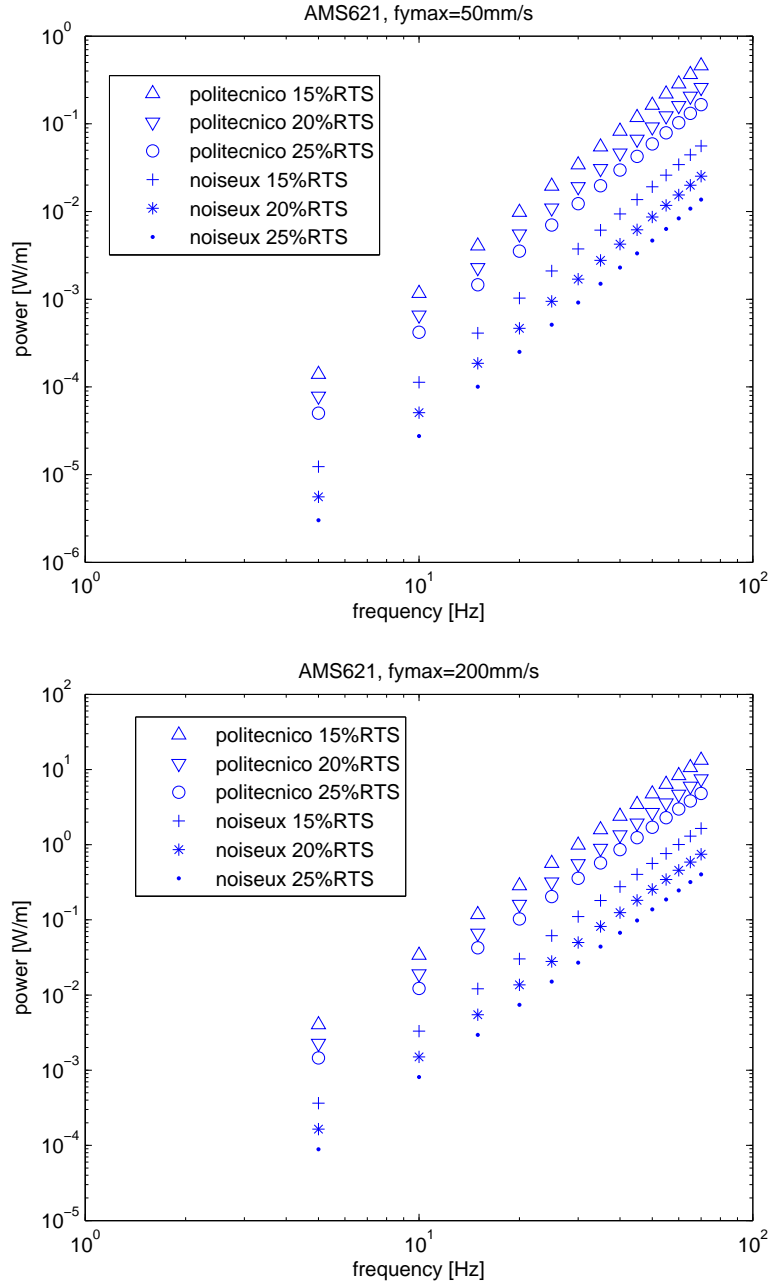 AMS621, fymax=50mm/s
10^0
10^-1
10^-2
10^-3
10^-4
10^-5
10^-6
power [W/m]
politecnico 15%RTS
politecnico 20%RTS
politecnico 25%RTS
noiseux 15%RTS
noiseux 20%RTS
noiseux 25%RTS
10^0
10^1
10^2
frequency [Hz]
AMS621, fymax=200mm/s
10^2
10^1
10^0
10^-1
10^-2
10^-3
10^-4
10^-5
power [W/m]
politecnico 15%RTS
politecnico 20%RTS
politecnico 25%RTS
noiseux 15%RTS
noiseux 20%RTS
noiseux 25%RTS
10^0
10^1
10^2
frequency [Hz]